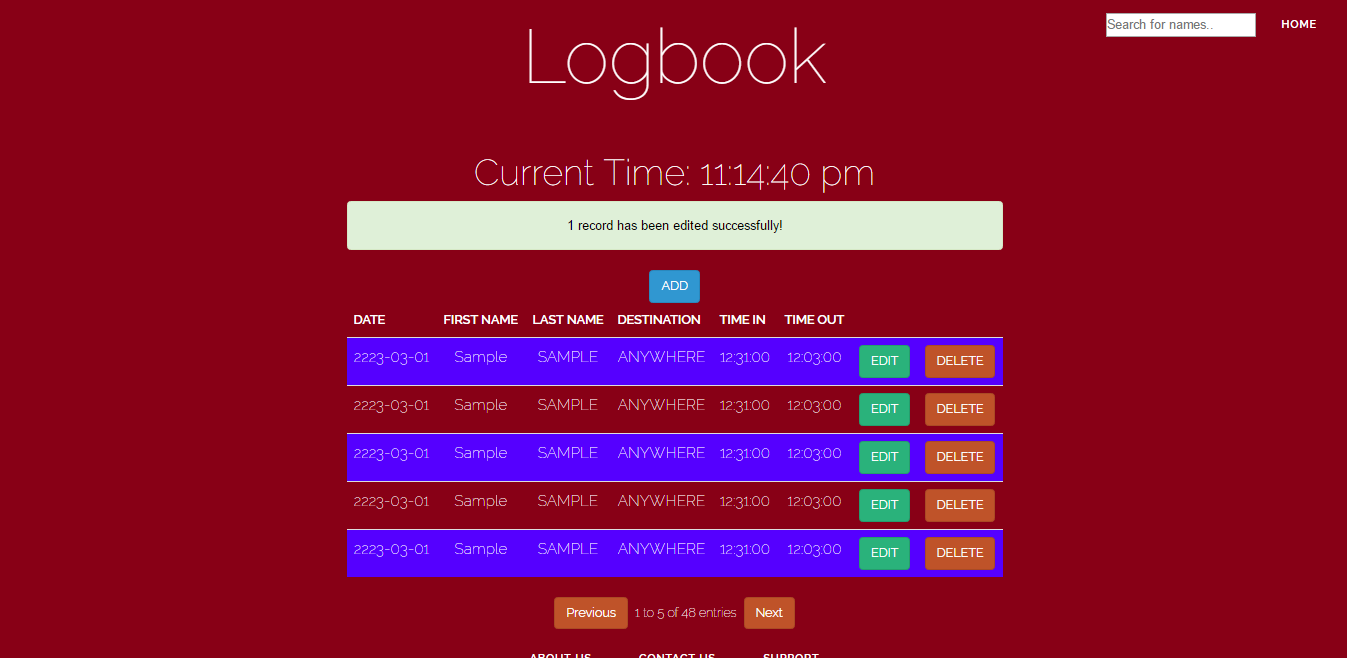 Search for names..
HOME
Logbook
Current Time: 11:14:40 pm
1 record has been edited successfully!
ADD
DATE FIRST NAME LAST NAME DESTINATION TIME IN TIME OUT
2223-03-01 Sample SAMPLE ANYWHERE 12:31:00 12:03:00 EDIT DELETE
2223-03-01 Sample SAMPLE ANYWHERE 12:31:00 12:03:00 EDIT DELETE
2223-03-01 Sample SAMPLE ANYWHERE 12:31:00 12:03:00 EDIT DELETE
2223-03-01 Sample SAMPLE ANYWHERE 12:31:00 12:03:00 EDIT DELETE
2223-03-01 Sample SAMPLE ANYWHERE 12:31:00 12:03:00 EDIT DELETE
Previous 1 to 5 of 48 entries Next
ABOUT US CONTACT US SUPPORT